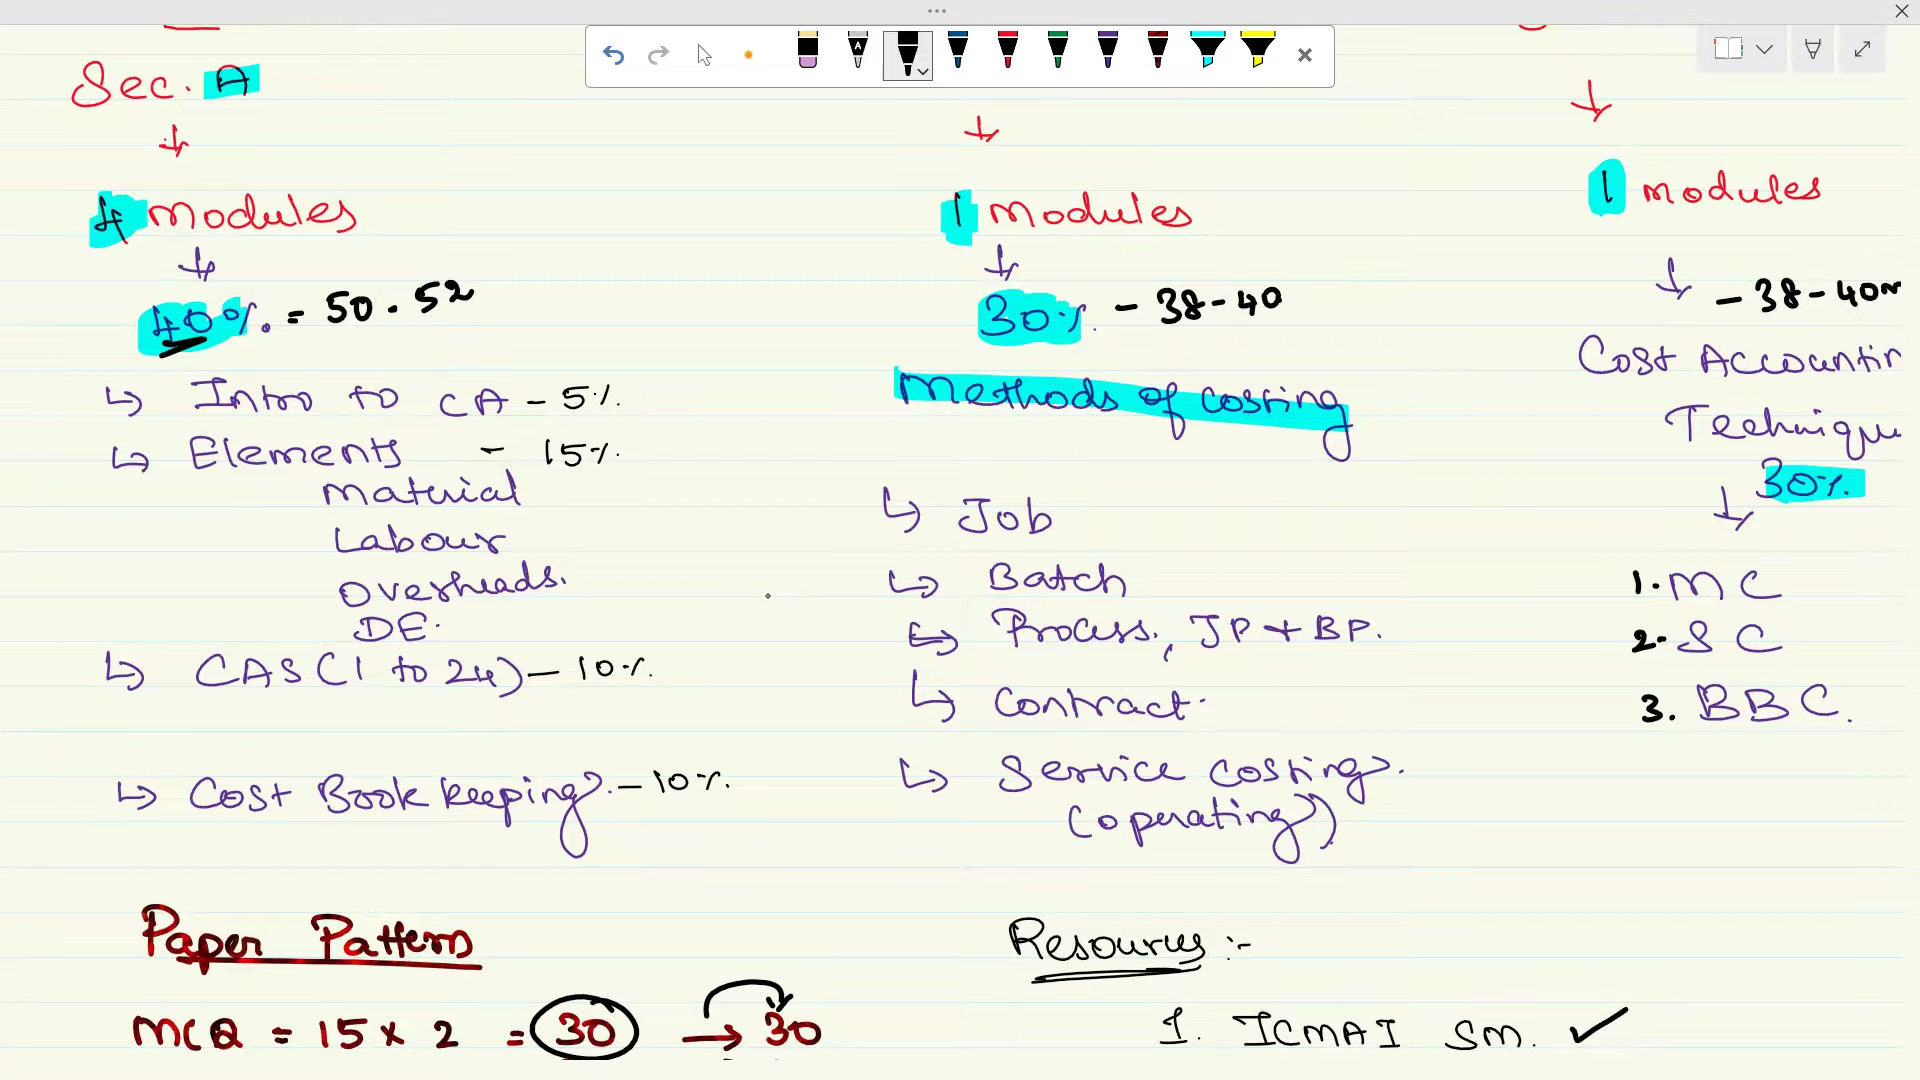 Sec. A
4 modules
40% = 50 - 52
↳ Intro to CA - 5%
↳ Elements - 15%
Material
Labour
Overheads.
DE.
↳ CAS (1 to 24) - 10%
↳ Cost Book keeping. - 10%
1 modules
30% - 38-40
Methods of costing
↳ Job
↳ Batch
↳ Process, JP + BP.
↳ Contract.
↳ Service costing.
(operating)
1 modules
- 38-40m
Cost Accountin
Techniqu
30%
1. MC
2. SC
3. BBC.
Paper Pattern
MCQ = 15 x 2 = 30 → 30
Resources :-
1. ICMAI SM. ✓